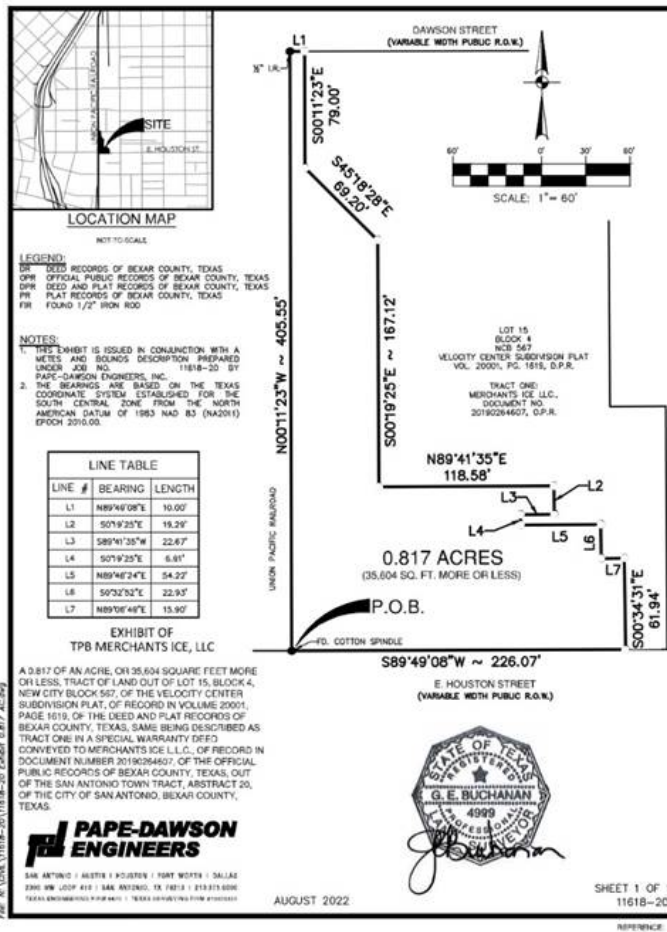 DAWSON STREET
(VARIABLE WIDTH PUBLIC R.O.W.)
L1
½" I.R.
S00°11'23"E
79.00'
S45°18'28"E
69.20'
60' 0' 30' 60'
SCALE: 1"= 60'
UNION PACIFIC RAILROAD
SITE
E. HOUSTON ST.
LOCATION MAP
NOT-TO-SCALE
LEGEND:
DR DEED RECORDS OF BEXAR COUNTY, TEXAS
OPR OFFICIAL PUBLIC RECORDS OF BEXAR COUNTY, TEXAS
DPR DEED AND PLAT RECORDS OF BEXAR COUNTY, TEXAS
PR PLAT RECORDS OF BEXAR COUNTY, TEXAS
FIR FOUND 1/2" IRON ROD
NOTES:
1. THIS EXHIBIT IS ISSUED IN CONJUNCTION WITH A
METES AND BOUNDS DESCRIPTION PREPARED
UNDER JOB NO. 11618-20 BY
PAPE-DAWSON ENGINEERS, INC.
2. THE BEARINGS ARE BASED ON THE TEXAS
COORDINATE SYSTEM ESTABLISHED FOR THE
SOUTH CENTRAL ZONE FROM THE NORTH
AMERICAN DATUM OF 1983 NAD 83 (NA2011)
EPOCH 2010.00.
N00°11'23"W ~ 405.55'
S00°19'25"E ~ 167.12'
LOT 15
BLOCK 4
NCB 567
VELOCITY CENTER SUBDIVISION PLAT
VOL. 20001, PG. 1619, D.P.R.
TRACT ONE:
MERCHANTS ICE LLC.,
DOCUMENT NO.
20190264607, O.P.R.
LINE TABLE
LINE # BEARING LENGTH
L1 N89°49'08"E 10.00'
L2 S0°19'25"E 19.29'
L3 S89°41'35"W 22.67'
L4 S0°19'25"E 6.91'
L5 N89°46'24"E 54.22'
L6 S0°32'52"E 22.93'
L7 N89°06'49"E 15.90'
N89°41'35"E
118.58'
L2
L3
L4
L5
L6
L7
UNION PACIFIC RAILROAD
0.817 ACRES
(35,604 SQ. FT. MORE OR LESS)
S00°34'31"E
61.94'
P.O.B.
FD. COTTON SPINDLE
S89°49'08"W ~ 226.07'
E. HOUSTON STREET
(VARIABLE WIDTH PUBLIC R.O.W.)
EXHIBIT OF
TPB MERCHANTS ICE, LLC
A 0.817 OF AN ACRE, OR 35,604 SQUARE FEET MORE
OR LESS, TRACT OF LAND OUT OF LOT 15, BLOCK 4,
NEW CITY BLOCK 567, OF THE VELOCITY CENTER
SUBDIVISION PLAT, OF RECORD IN VOLUME 20001,
PAGE 1619, OF THE DEED AND PLAT RECORDS OF
BEXAR COUNTY, TEXAS, SAME BEING DESCRIBED AS
TRACT ONE IN A SPECIAL WARRANTY DEED
CONVEYED TO MERCHANTS ICE L.L.C., OF RECORD IN
DOCUMENT NUMBER 20190264607, OF THE OFFICIAL
PUBLIC RECORDS OF BEXAR COUNTY, TEXAS, OUT
OF THE SAN ANTONIO TOWN TRACT, ABSTRACT 20,
OF THE CITY OF SAN ANTONIO, BEXAR COUNTY,
TEXAS.
PAPE-DAWSON
ENGINEERS
SAN ANTONIO | AUSTIN | HOUSTON | FORT WORTH | DALLAS
2000 NW LOOP 410 | SAN ANTONIO, TX 78213 | 210.375.9000
STATE OF TEXAS
REGISTERED
G. E. BUCHANAN
4999
PROFESSIONAL
LAND SURVEYOR
AUGUST 2022
SHEET 1 OF
11618-20
REFERENCE: